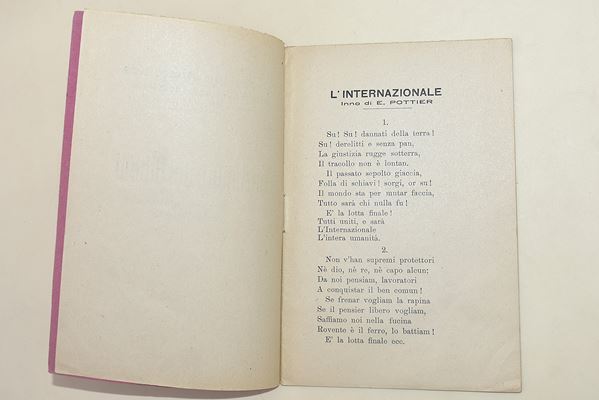 L'INTERNAZIONALE
Inno di E. POTTIER
1.
Su! Su! dannati della terra!
Su! derelitti e senza pan,
La giustizia rugge sotterra,
Il tracollo non è lontan.
Il passato sepolto giaccia,
Folla di schiavi! sorgi, or su!
Il mondo sta per mutar faccia,
Tutto sarà chi nulla fu!
E' la lotta finale!
Tutti uniti, e sarà
L'Internazionale
L'intera umanità.
2.
Non v'han supremi protettori
Nè dio, nè re, nè capo alcun;
Da noi pensiam, lavoratori
A conquistar il ben comun!
Se frenar vogliam la rapina
Se il pensier libero vogliam,
Saffiamo noi nella fucina
Rovente è il ferro, lo battiam!
E' la lotta finale ecc.